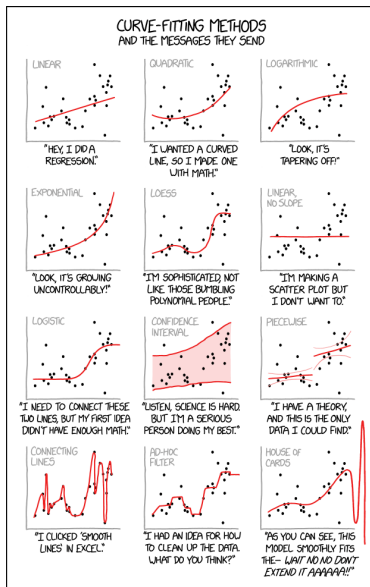 CURVE-FITTING METHODS
AND THE MESSAGES THEY SEND
LINEAR
"HEY, I DID A
REGRESSION."
QUADRATIC
"I WANTED A CURVED
LINE, SO I MADE ONE
WITH MATH."
LOGARITHMIC
"LOOK, IT'S
TAPERING OFF!"
EXPONENTIAL
"LOOK, IT'S GROWING
UNCONTROLLABLY!"
LOESS
"I'M SOPHISTICATED, NOT
LIKE THOSE BUMBLING
POLYNOMIAL PEOPLE."
LINEAR,
NO SLOPE
"I'M MAKING A
SCATTER PLOT BUT
I DON'T WANT TO."
LOGISTIC
"I NEED TO CONNECT THESE
TWO LINES, BUT MY FIRST IDEA
DIDN'T HAVE ENOUGH MATH."
CONFIDENCE
INTERVAL
"LISTEN, SCIENCE IS HARD.
BUT I'M A SERIOUS
PERSON DOING MY BEST."
PIECEWISE
"I HAVE A THEORY,
AND THIS IS THE ONLY
DATA I COULD FIND."
CONNECTING
LINES
"I CLICKED 'SMOOTH
LINES' IN EXCEL."
AD-HOC
FILTER
"I HAD AN IDEA FOR HOW
TO CLEAN UP THE DATA.
WHAT DO YOU THINK?"
HOUSE OF
CARDS
"AS YOU CAN SEE, THIS
MODEL SMOOTHLY FITS
THE- WAIT NO NO DON'T
EXTEND IT AAAAAA!!"